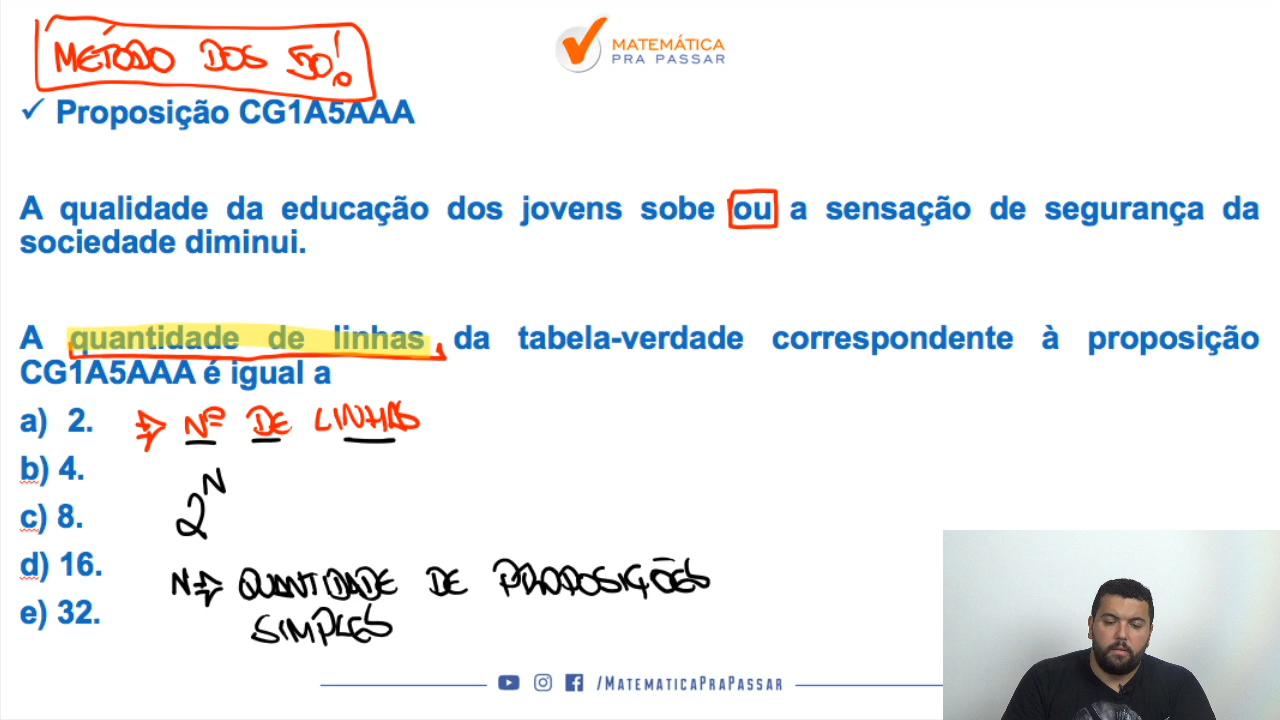 MÉTODO DOS 50!
MATEMÁTICA
PRA PASSAR
✓ Proposição CG1A5AAA
A qualidade da educação dos jovens sobe ou a sensação de segurança da
sociedade diminui.
A quantidade de linhas da tabela-verdade correspondente à proposição
CG1A5AAA é igual a
a) 2. ⇒ Nº DE LINHAS
b) 4.
2^N
c) 8.
d) 16.
N ⇒ QUANTIDADE DE PROPOSIÇÕES
e) 32.
SIMPLES
/MATEMATICAPRAPASSAR